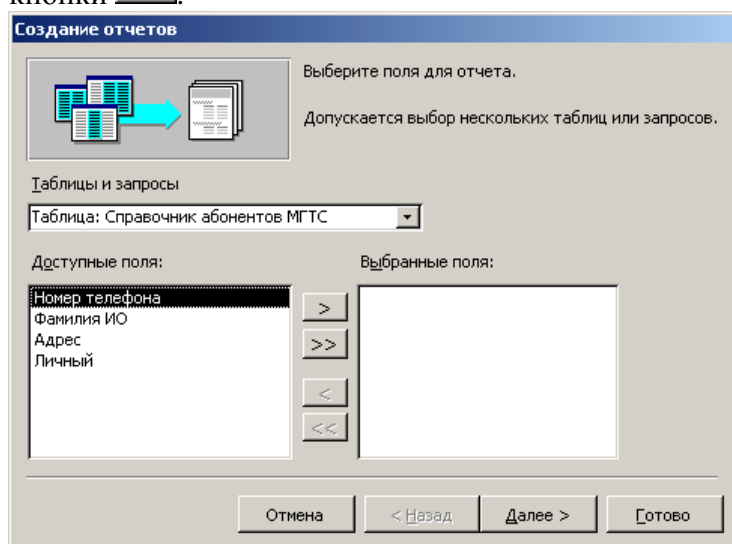 кнопки
Создание отчетов
Выберите поля для отчета.
Допускается выбор нескольких таблиц или запросов.
Таблицы и запросы
Таблица: Справочник абонентов МГТС
Доступные поля:
Выбранные поля:
Номер телефона
Фамилия ИО
Адрес
Личный
>
>>
<
<<
Отмена
< Назад
Далее >
Готово